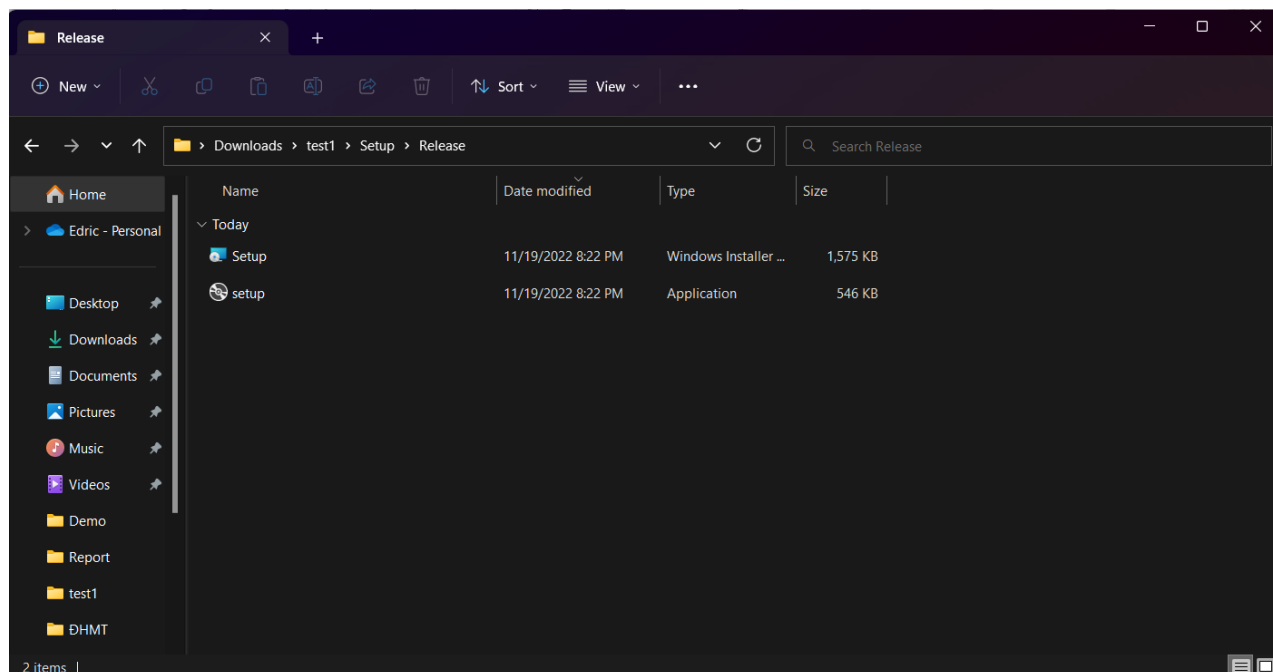 Release
New
Sort
View
Downloads > test1 > Setup > Release
Search Release
Home
Edric - Personal
Desktop
Downloads
Documents
Pictures
Music
Videos
Demo
Report
test1
ĐHMT
Name Date modified Type Size
Today
Setup 11/19/2022 8:22 PM Windows Installer ... 1,575 KB
setup 11/19/2022 8:22 PM Application 546 KB
2 items